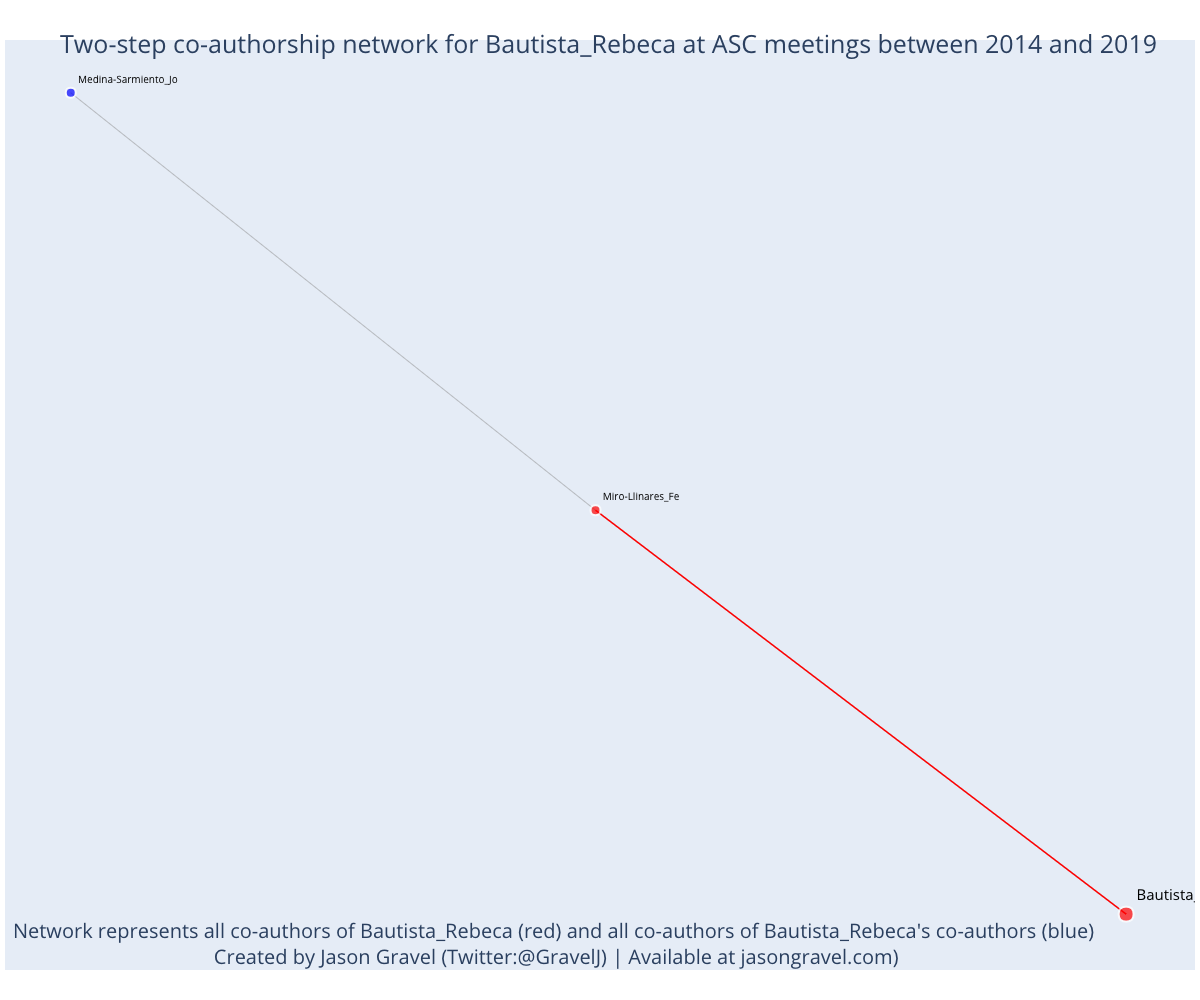 Two-step co-authorship network for Bautista_Rebeca at ASC meetings between 2014 and 2019
Medina-Sarmiento_Jo
Miro-Llinares_Fe
Bautista_
Network represents all co-authors of Bautista_Rebeca (red) and all co-authors of Bautista_Rebeca's co-authors (blue)
Created by Jason Gravel (Twitter:@GravelJ) | Available at jasongravel.com)